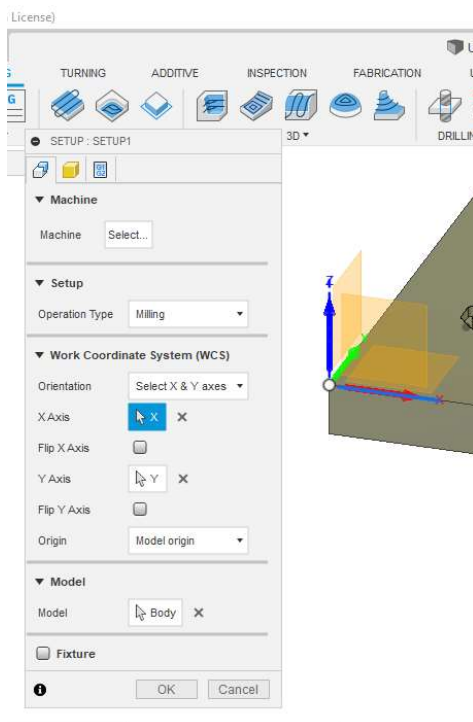 License)
U
TURNING ADDITIVE INSPECTION FABRICATION
G
3D ▾ DRILLIN
SETUP : SETUP1
G1
G2
▼ Machine
Machine Select...
▼ Setup
Operation Type Milling
▼ Work Coordinate System (WCS)
Orientation Select X & Y axes
X Axis X
Flip X Axis
Y Axis Y
Flip Y Axis
Origin Model origin
▼ Model
Model Body
Fixture
OK Cancel
Z
X